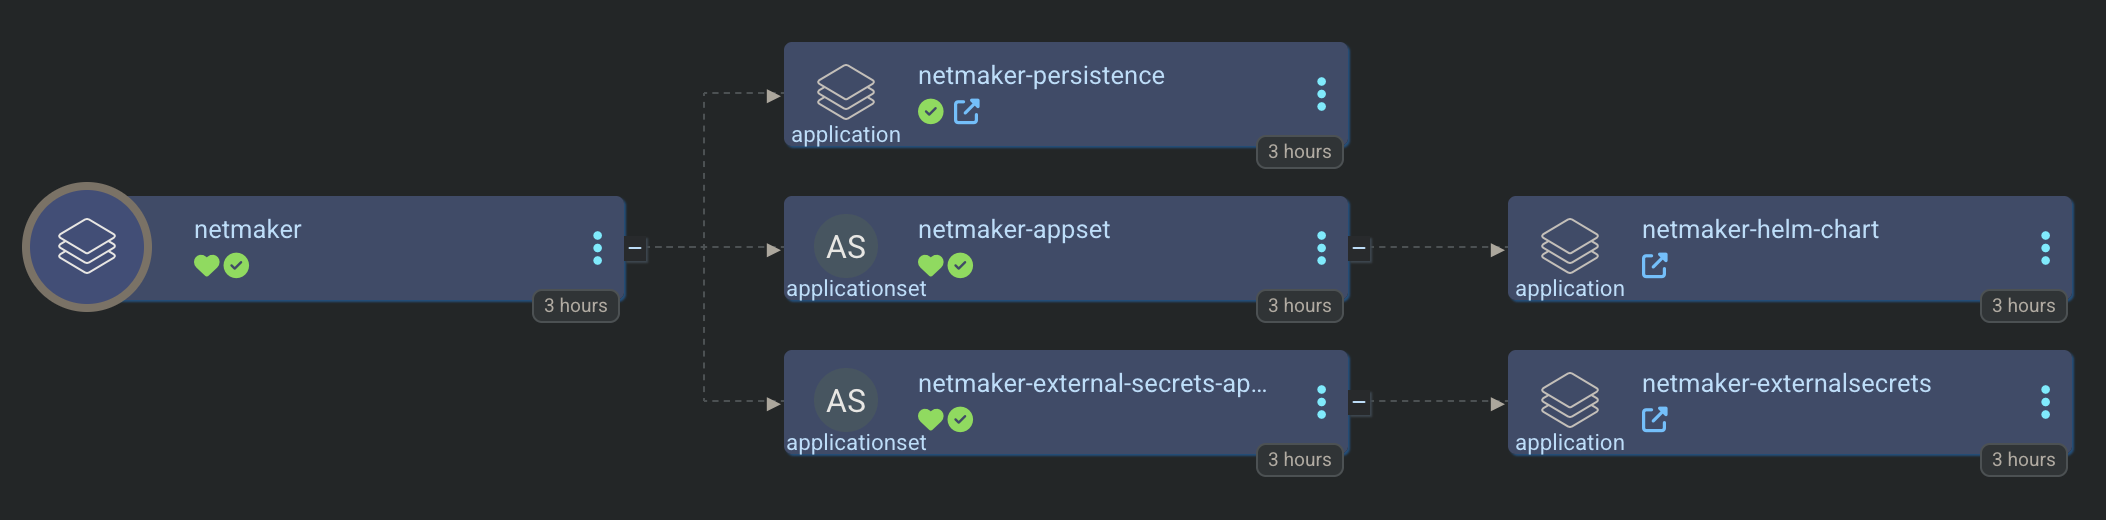 netmaker
3 hours
netmaker-persistence
application
3 hours
AS
netmaker-appset
applicationset
3 hours
AS
netmaker-external-secrets-ap...
applicationset
3 hours
netmaker-helm-chart
application
3 hours
netmaker-externalsecrets
application
3 hours